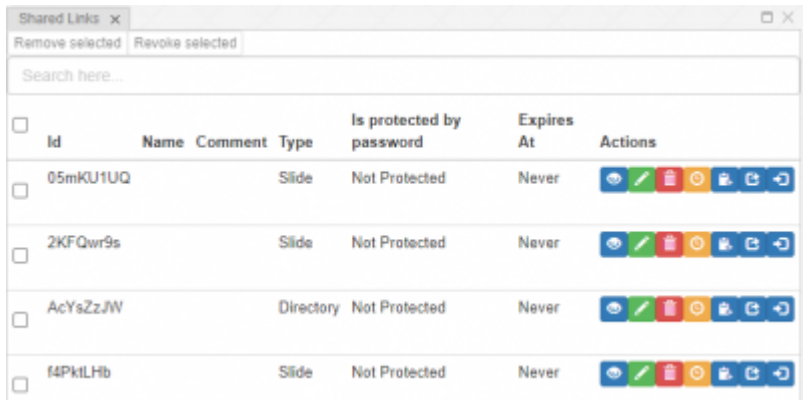 Shared Links x
Remove selected Revoke selected
Search here...
Id Name Comment Type Is protected by password Expires At Actions
05mKU1UQ Slide Not Protected Never
2KFQwr9s Slide Not Protected Never
AcYsZzJW Directory Not Protected Never
f4PktLHb Slide Not Protected Never